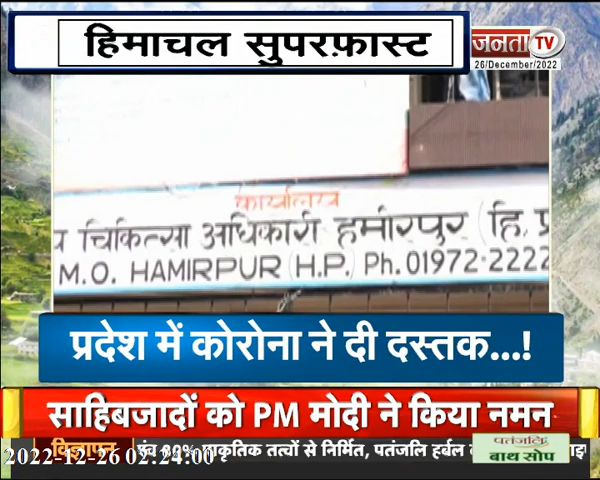 हिमाचल सुपरफ़ास्ट
जनता TV
26/December/2022
कार्यालय
चिकित्सा अधिकारी हमीरपुर (हि. प्र
M.O. HAMIRPUR (H.P.) Ph. 01972-2222
प्रदेश में कोरोना ने दी दस्तक...!
साहिबजादों को PM मोदी ने किया नमन
विज्ञापन तत्वों से निर्मित, पतंजलि हर्बल
पतंजलि
बाथ सोप
2022-12-26 02:24:00